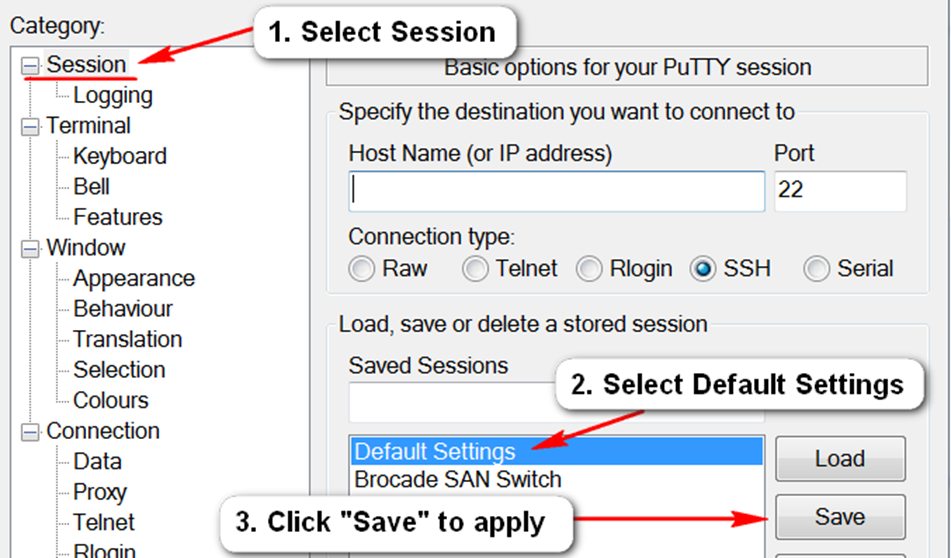 Category:
1. Select Session
Session
Logging
Terminal
Keyboard
Bell
Features
Window
Appearance
Behaviour
Translation
Selection
Colours
Connection
Data
Proxy
Telnet
Rlogin
Basic options for your PuTTY session
Specify the destination you want to connect to
Host Name (or IP address) Port
22
Connection type:
Raw Telnet Rlogin SSH Serial
Load, save or delete a stored session
Saved Sessions
2. Select Default Settings
Default Settings
Brocade SAN Switch
Load
3. Click "Save" to apply
Save